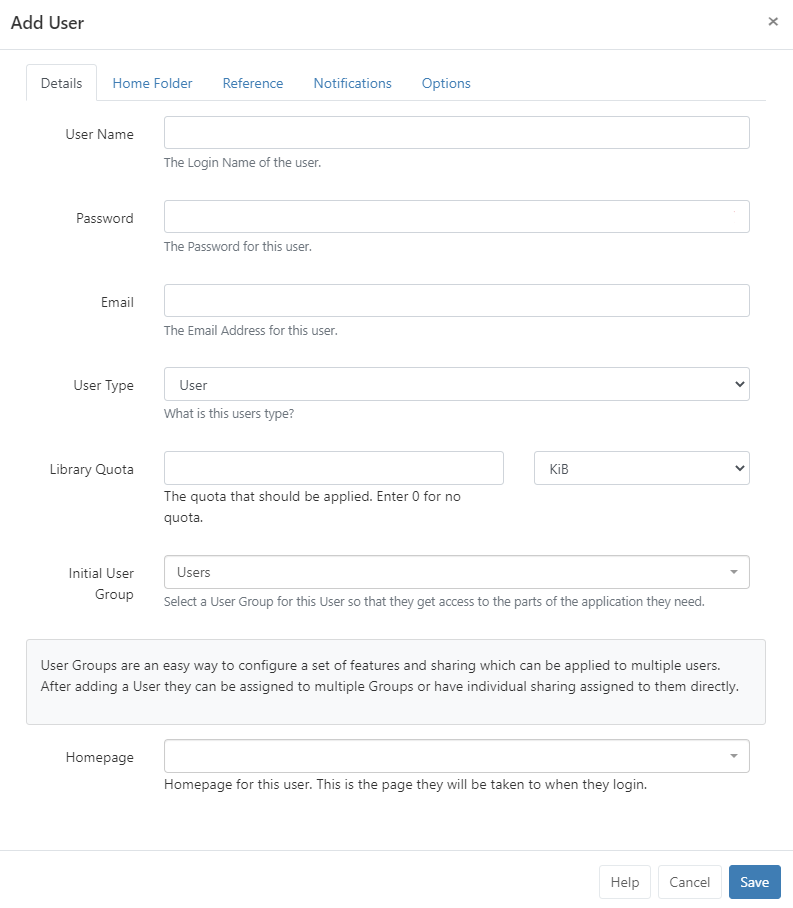 Add User
×
Details Home Folder Reference Notifications Options
User Name
The Login Name of the user.
Password
The Password for this user.
Email
The Email Address for this user.
User Type User
What is this users type?
Library Quota KiB
The quota that should be applied. Enter 0 for no
quota.
Initial User
Group
Users
Select a User Group for this User so that they get access to the parts of the application they need.
User Groups are an easy way to configure a set of features and sharing which can be applied to multiple users.
After adding a User they can be assigned to multiple Groups or have individual sharing assigned to them directly.
Homepage
Homepage for this user. This is the page they will be taken to when they login.
Help Cancel Save